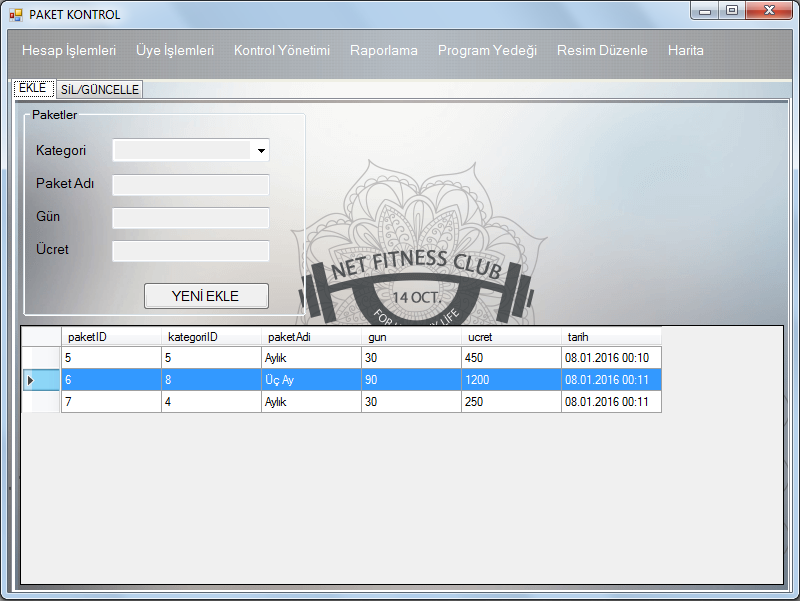 PAKET KONTROL
Hesap İşlemleri Üye İşlemleri Kontrol Yönetimi Raporlama Program Yedeği Resim Düzenle Harita
EKLE SİL/GÜNCELLE
Paketler
Kategori
Paket Adı
Gün
Ücret
YENİ EKLE
NET FITNESS CLUB
14 OCT.
FOR LIFE
paketID kategoriID paketAdi gun ucret tarih
5 5 Aylık 30 450 08.01.2016 00:10
6 8 Üç Ay 90 1200 08.01.2016 00:11
7 4 Aylık 30 250 08.01.2016 00:11